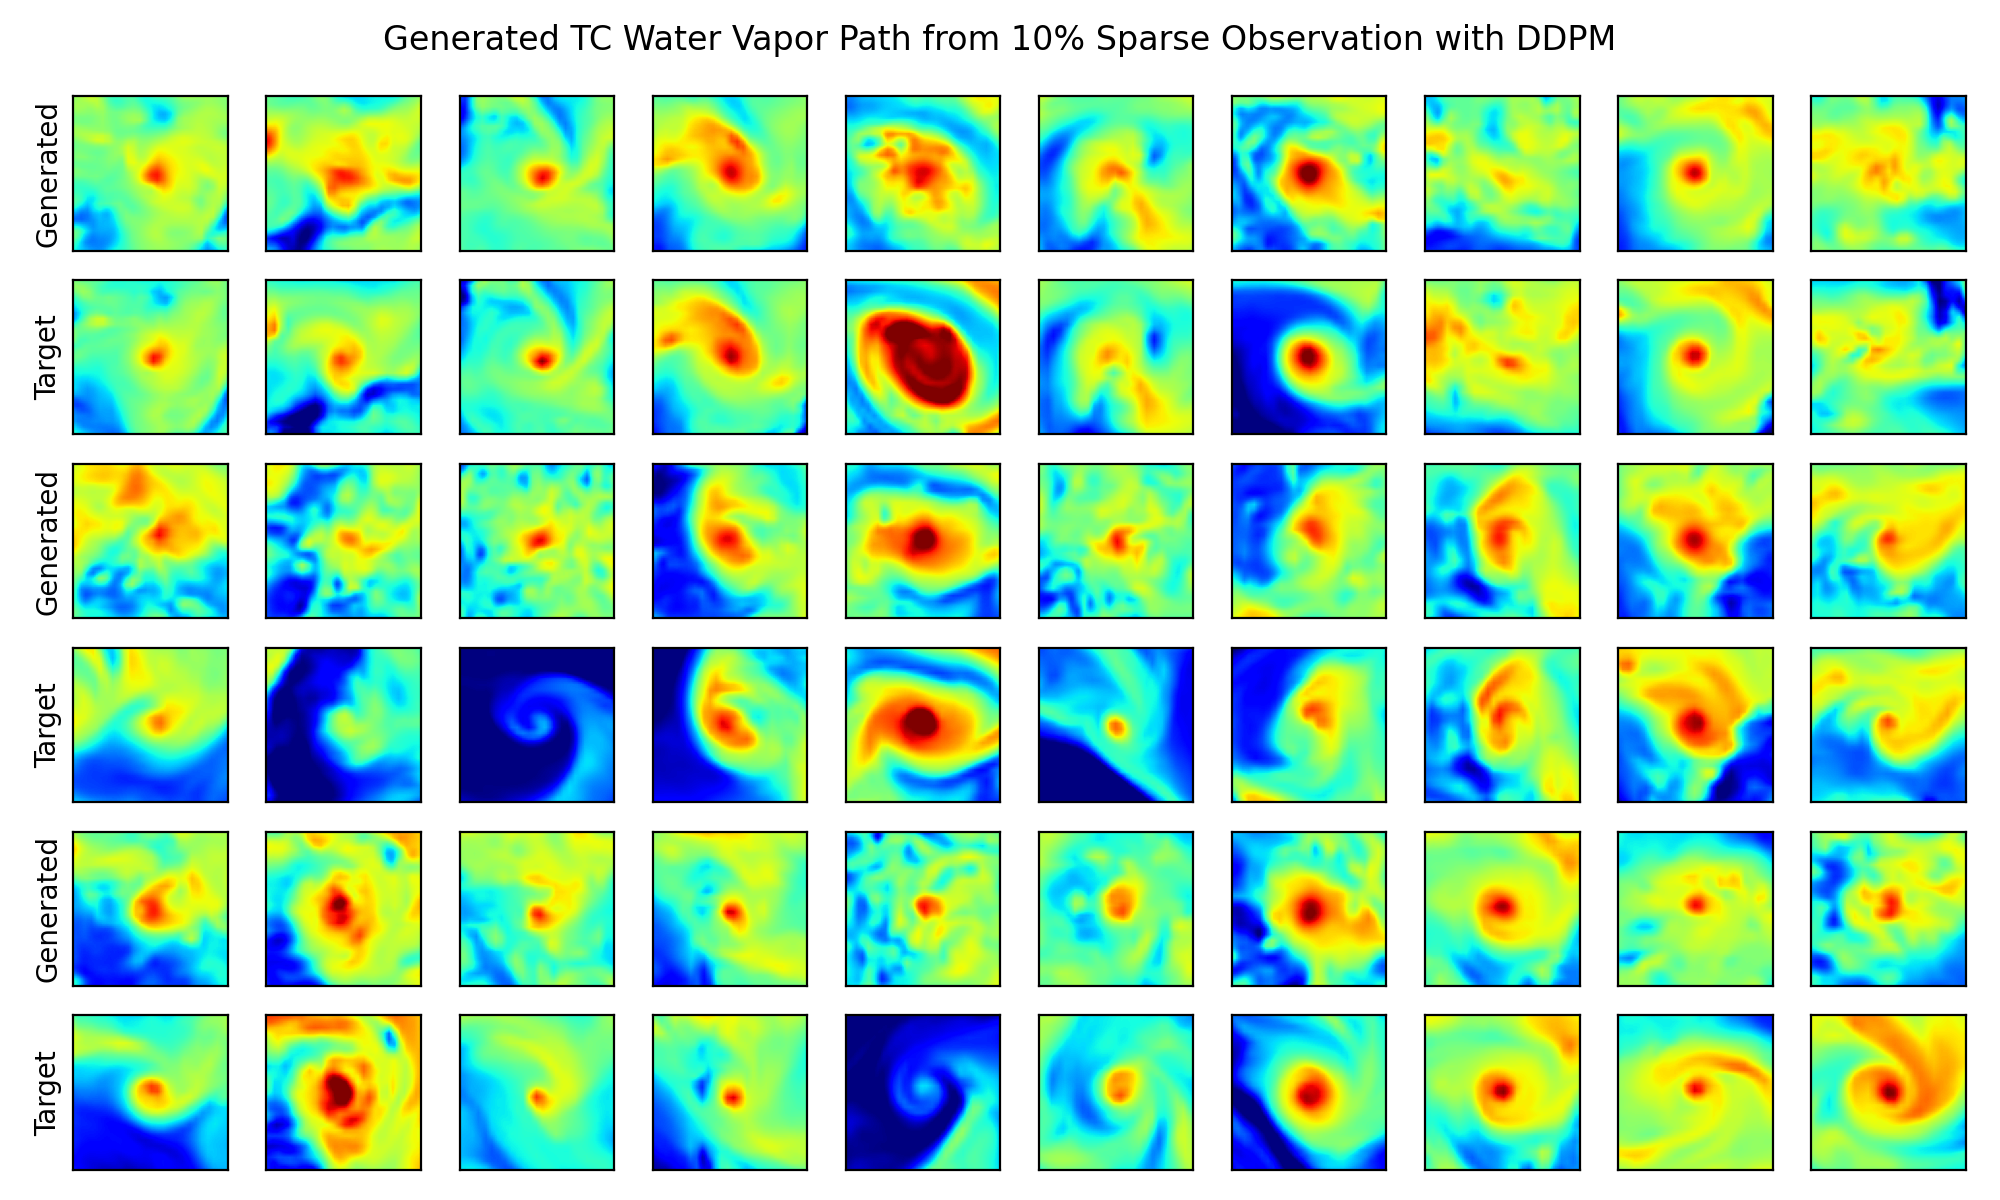 Generated TC Water Vapor Path from 10% Sparse Observation with DDPM
Generated
Target
Generated
Target
Generated
Target